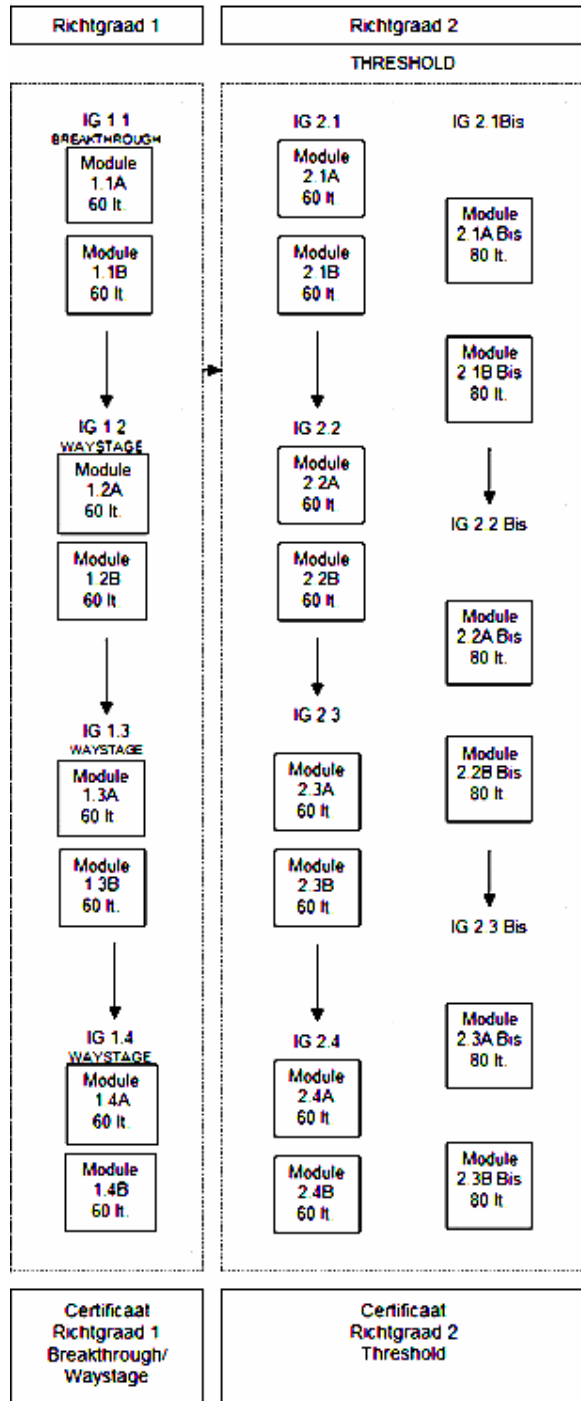 Richtgraad 1
Richtgraad 2
THRESHOLD
IG 1 1
BREAKTHROUGH
Module
1.1A
60 lt.
Module
1.1B
60 lt.
IG 1 2
WAYSTAGE
Module
1.2A
60 lt.
Module
1.2B
60 lt.
IG 1.3
WAYSTAGE
Module
1.3A
60 lt
Module
1 3B
60 lt.
IG 1.4
WAYSTAGE
Module
1.4A
60 lt.
Module
1.4B
60 lt.
IG 2.1
Module
2.1A
60 lt.
Module
2.1B
60 lt.
IG 2.2
Module
2 2A
60 lt.
Module
2 2B
60 lt.
IG 2 3
Module
2.3A
60 lt
Module
2.3B
60 lt
IG 2.4
Module
2.4A
60 lt
Module
2.4B
60 lt.
IG 2.1Bis
Module
2.1A Bis
80 lt.
Module
2 1B Bis
80 lt.
IG 2.2 Bis
Module
2.2A Bis
80 lt.
Module
2.2B Bis
80 lt.
IG 2.3 Bis
Module
2.3A Bis
80 lt.
Module
2.3B Bis
80 lt
Certificaat
Richtgraad 1
Breakthrough/
Waystage
Certificaat
Richtgraad 2
Threshold